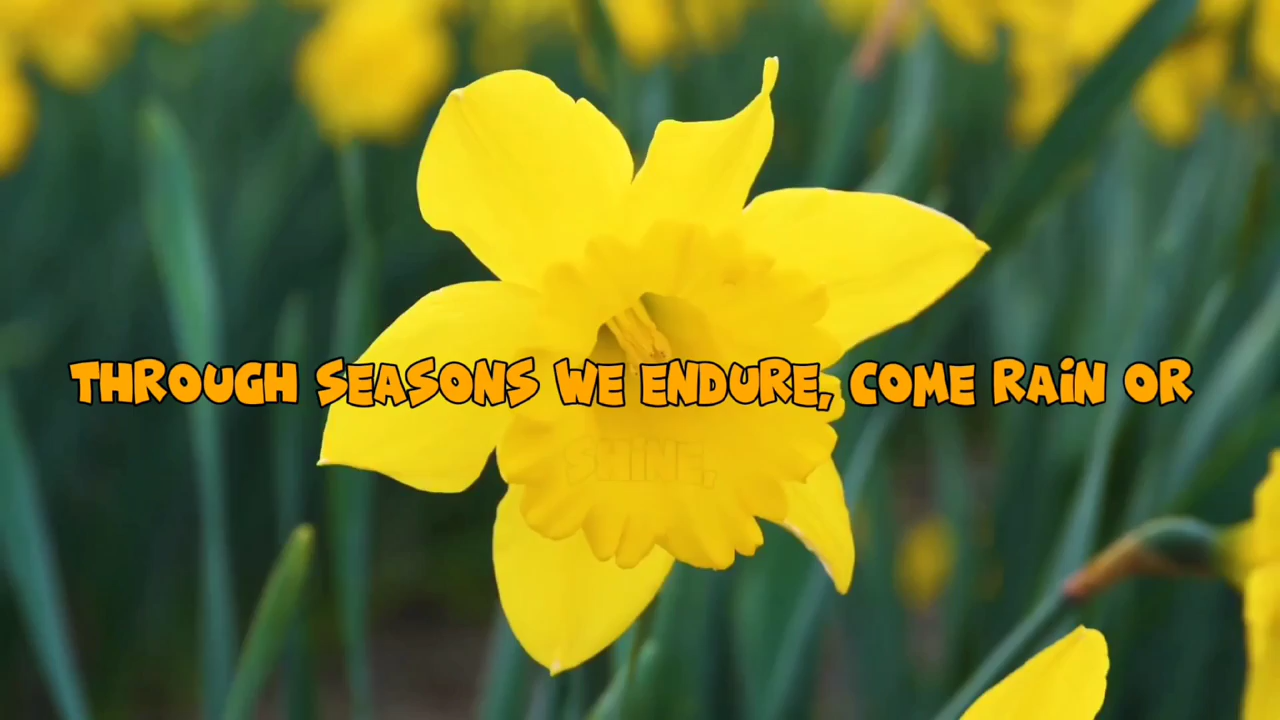 THROUGH SEASONS WE ENDURE, COME RAIN OR
SHINE,